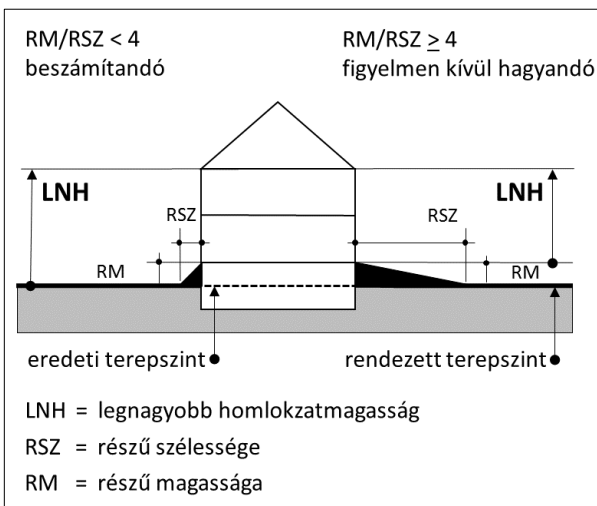 RM/RSZ < 4
beszámítandó
RM/RSZ ≥ 4
figyelmen kívül hagyandó
LNH
LNH
RSZ
RSZ
RM
RM
eredeti terepszint
rendezett terepszint
LNH = legnagyobb homlokzatmagasság
RSZ = részű szélessége
RM = részű magassága